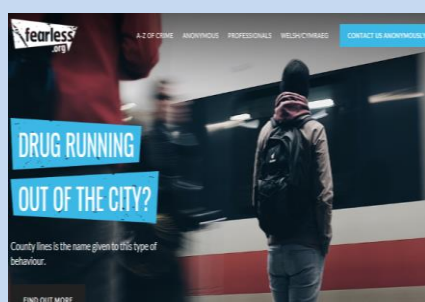 fearless
.org
A-Z OF CRIME ANONYMOUS PROFESSIONALS WELSH/CYMRAEG CONTACT US ANONYMOUSLY
DRUG RUNNING
OUT OF THE CITY?
County lines is the name given to this type of
behaviour.
FIND OUT MORE